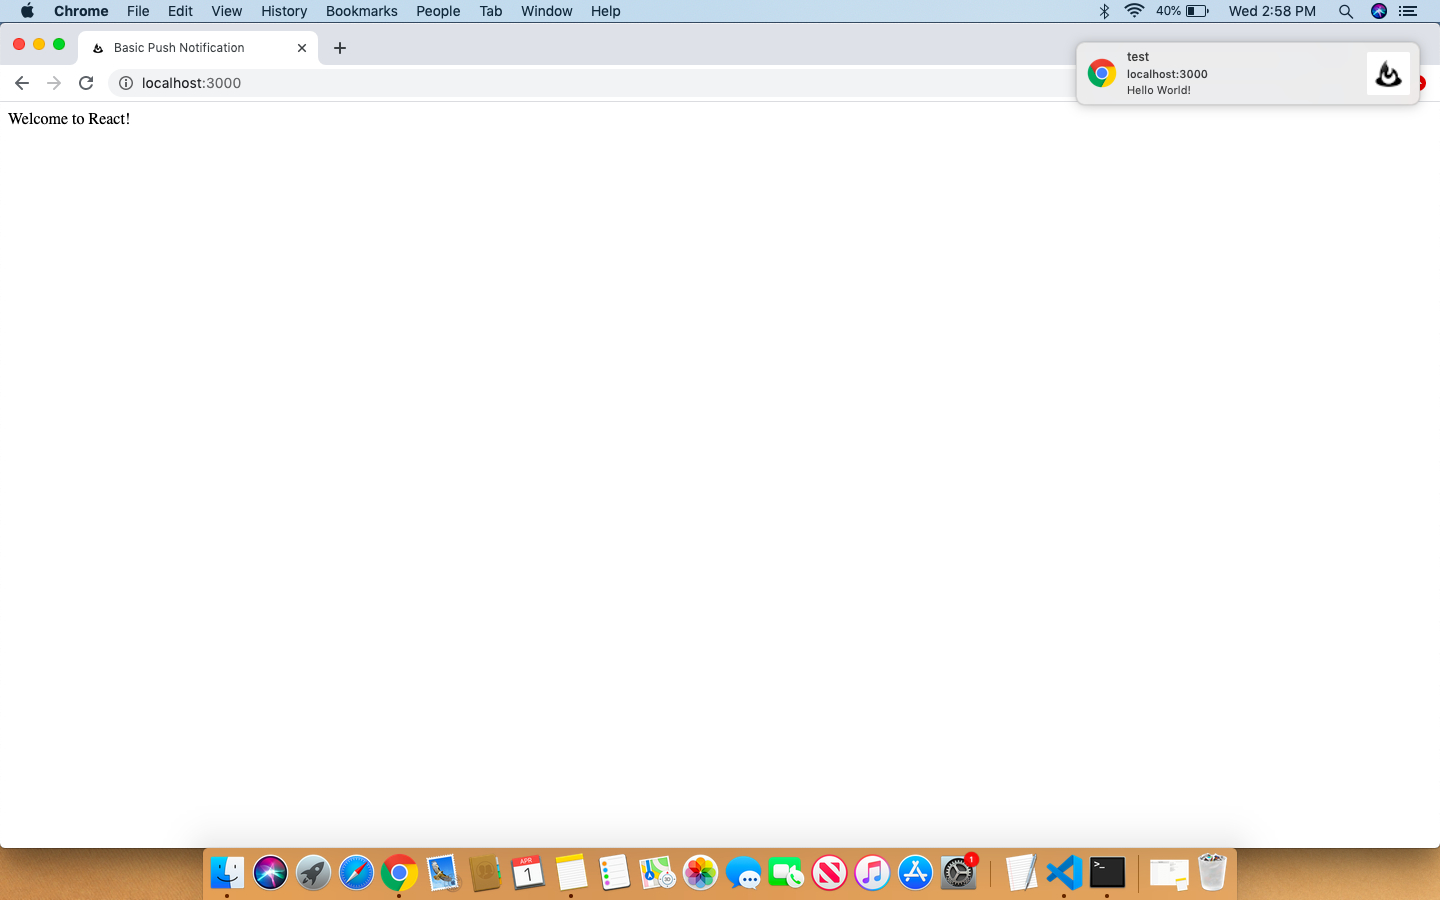 Chrome File Edit View History Bookmarks People Tab Window Help 40% Wed 2:58 PM
Basic Push Notification
localhost:3000
test
localhost:3000
Hello World!
Welcome to React!
APR
1
30
1
>_